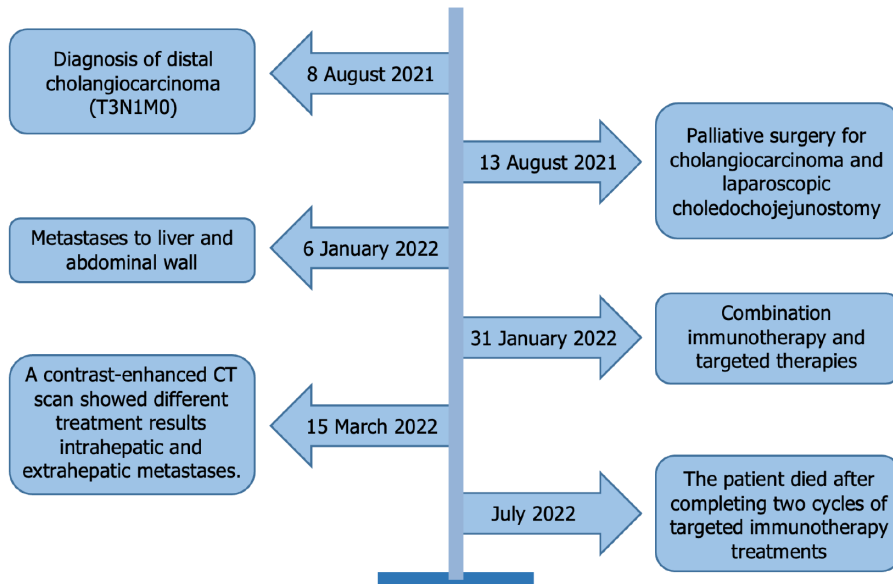 Diagnosis of distal
cholangiocarcinoma
(T3N1M0)
8 August 2021
13 August 2021
Palliative surgery for
cholangiocarcinoma and
laparoscopic
choledochojejunostomy
Metastases to liver and
abdominal wall
6 January 2022
31 January 2022
Combination
immunotherapy and
targeted therapies
A contrast-enhanced CT
scan showed different
treatment results
intrahepatic and
extrahepatic metastases.
15 March 2022
July 2022
The patient died after
completing two cycles of
targeted immunotherapy
treatments